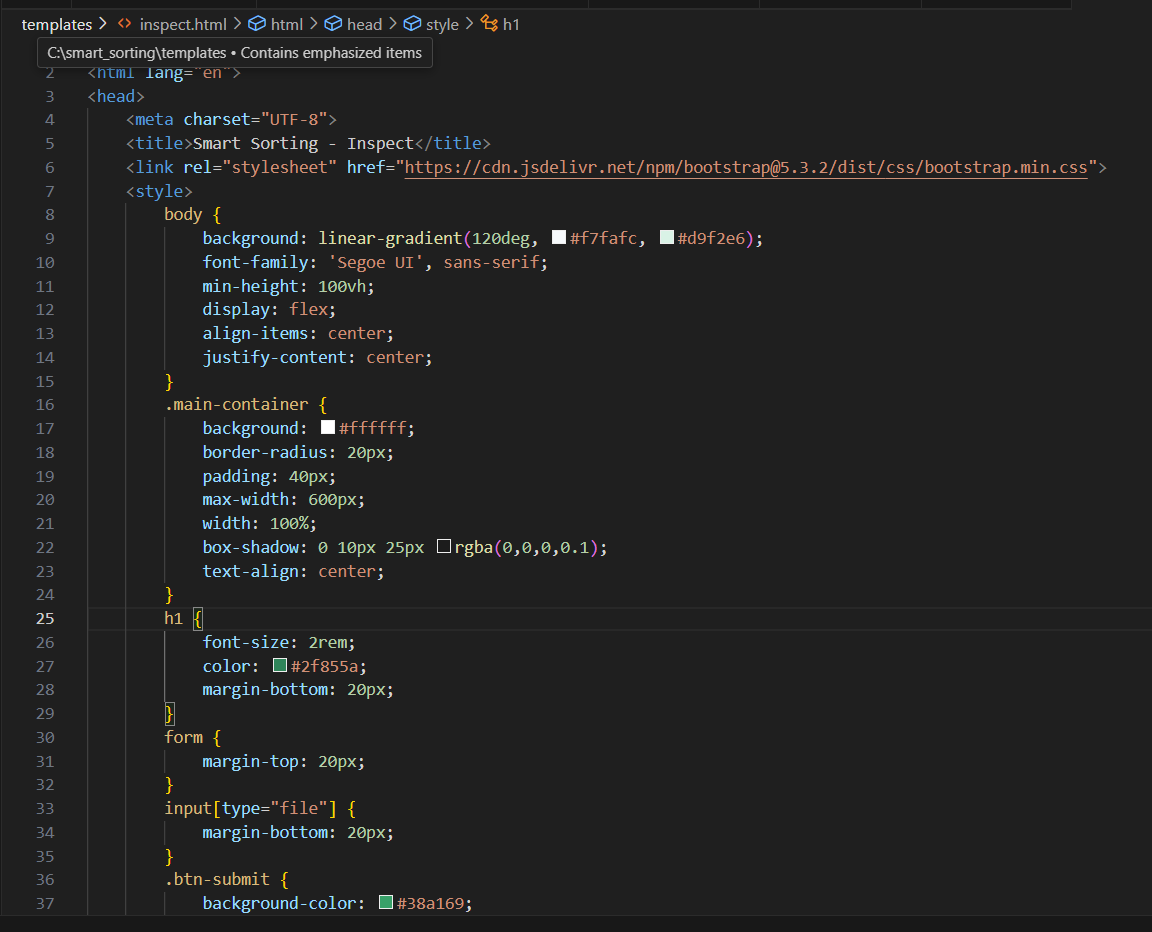 templates > <> inspect.html > html > head > style > h1
C:\smart_sorting\templates • Contains emphasized items
2 <html lang="en">
3 <head>
4 <meta charset="UTF-8">
5 <title>Smart Sorting - Inspect</title>
6 <link rel="stylesheet" href="https://cdn.jsdelivr.net/npm/bootstrap@5.3.2/dist/css/bootstrap.min.css">
7 <style>
8 body {
9 background: linear-gradient(120deg, #f7fafc, #d9f2e6);
10 font-family: 'Segoe UI', sans-serif;
11 min-height: 100vh;
12 display: flex;
13 align-items: center;
14 justify-content: center;
15 }
16 .main-container {
17 background: #ffffff;
18 border-radius: 20px;
19 padding: 40px;
20 max-width: 600px;
21 width: 100%;
22 box-shadow: 0 10px 25px rgba(0,0,0,0.1);
23 text-align: center;
24 }
25 h1 {
26 font-size: 2rem;
27 color: #2f855a;
28 margin-bottom: 20px;
29 }
30 form {
31 margin-top: 20px;
32 }
33 input[type="file"] {
34 margin-bottom: 20px;
35 }
36 .btn-submit {
37 background-color: #38a169;